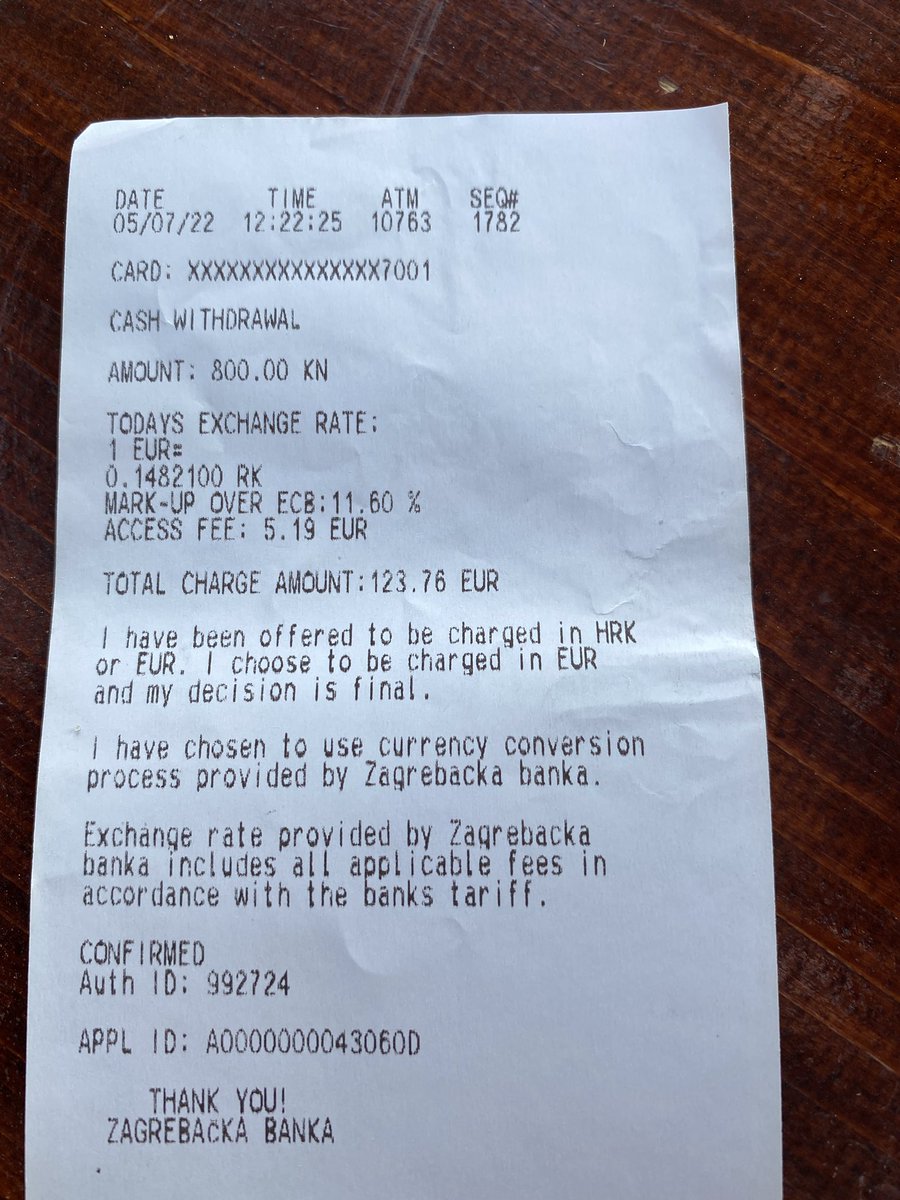 DATE TIME ATM SEQ#
05/07/22 12:22:25 10763 1782
CARD: XXXXXXXXXXXXXXX7001
CASH WITHDRAWAL
AMOUNT: 800.00 KN
TODAYS EXCHANGE RATE:
1 EUR=
0.1482100 RK
MARK-UP OVER ECB:11.60 %
ACCESS FEE: 5.19 EUR
TOTAL CHARGE AMOUNT:123.76 EUR
I have been offered to be charged in HRK
or EUR. I choose to be charged in EUR
and my decision is final.
I have chosen to use currency conversion
process provided by Zagrebacka banka.
Exchange rate provided by Zagrebacka
banka includes all applicable fees in
accordance with the banks tariff.
CONFIRMED
Auth ID: 992724
APPL ID: A0000000043060D
THANK YOU!
ZAGREBAčKA BANKA